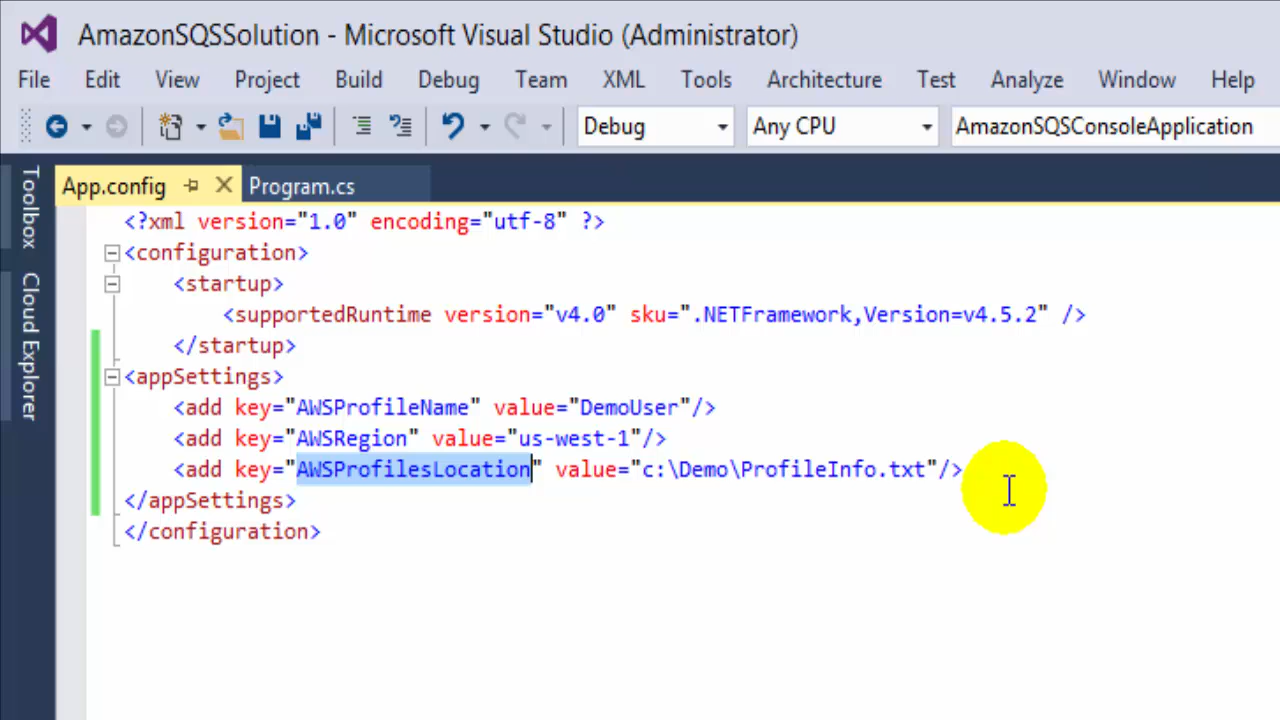 AmazonSQSSolution - Microsoft Visual Studio (Administrator)
File Edit View Project Build Debug Team XML Tools Architecture Test Analyze Window Help
Debug Any CPU AmazonSQSConsoleApplication
Toolbox
Cloud Explorer
App.config Program.cs
<?xml version="1.0" encoding="utf-8" ?>
<configuration>
<startup>
<supportedRuntime version="v4.0" sku=".NETFramework,Version=v4.5.2" />
</startup>
<appSettings>
<add key="AWSProfileName" value="DemoUser"/>
<add key="AWSRegion" value="us-west-1"/>
<add key="AWSProfilesLocation" value="c:\Demo\ProfileInfo.txt"/>
</appSettings>
</configuration>